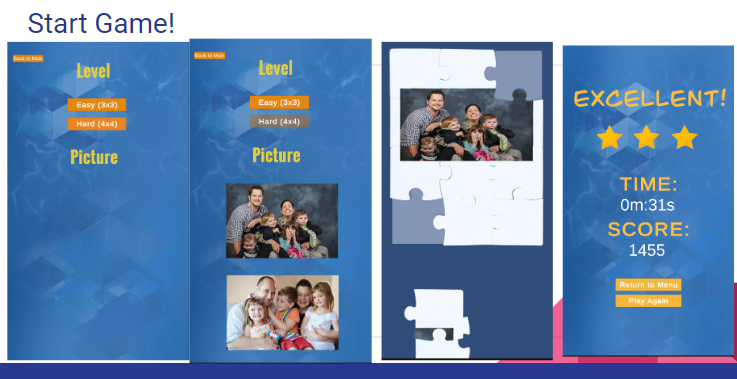 Start Game!
Back to Main
Level
Easy (3x3)
Hard (4x4)
Picture
Back to Main
Level
Easy (3x3)
Hard (4x4)
Picture
EXCELLENT!
TIME:
0m:31s
SCORE:
1455
Return to Menu
Play Again